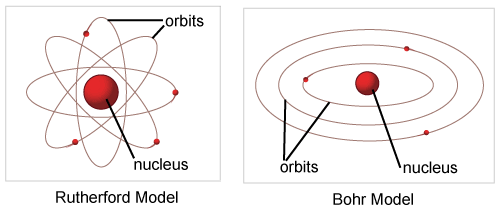 orbits
nucleus
Rutherford Model
orbits
nucleus
Bohr Model